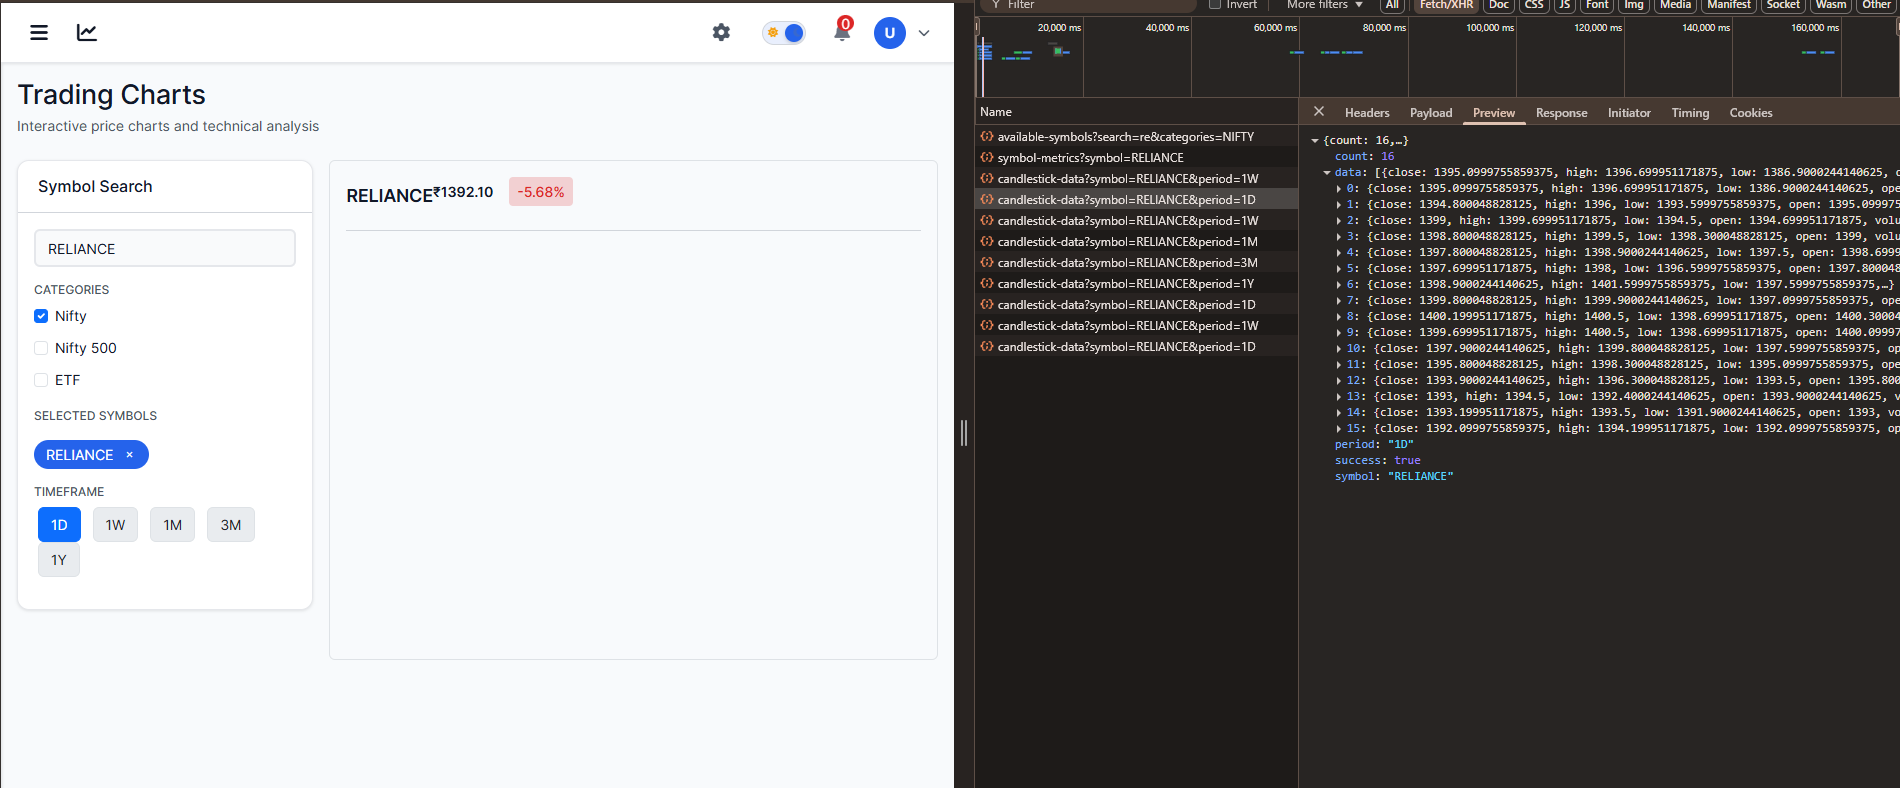 0
U
Trading Charts
Interactive price charts and technical analysis
Symbol Search
RELIANCE
CATEGORIES
Nifty
Nifty 500
ETF
SELECTED SYMBOLS
RELIANCE ×
TIMEFRAME
1D 1W 1M 3M
1Y
RELIANCE ₹1392.10 -5.68%
Filter Invert More filters All Fetch/XHR Doc CSS JS Font Img Media Manifest Socket Wasm Other
20,000 ms 40,000 ms 60,000 ms 80,000 ms 100,000 ms 120,000 ms 140,000 ms 160,000 ms
Name
available-symbols?search=re&categories=NIFTY
symbol-metrics?symbol=RELIANCE
candlestick-data?symbol=RELIANCE&period=1W
candlestick-data?symbol=RELIANCE&period=1D
candlestick-data?symbol=RELIANCE&period=1W
candlestick-data?symbol=RELIANCE&period=1M
candlestick-data?symbol=RELIANCE&period=3M
candlestick-data?symbol=RELIANCE&period=1Y
candlestick-data?symbol=RELIANCE&period=1D
candlestick-data?symbol=RELIANCE&period=1W
candlestick-data?symbol=RELIANCE&period=1D
Headers Payload Preview Response Initiator Timing Cookies
{count: 16,…}
count: 16
data: [{close: 1395.0999755859375, high: 1396.699951171875, low: 1386.9000244140625, o
0: {close: 1395.0999755859375, high: 1396.699951171875, low: 1386.9000244140625, ope
1: {close: 1394.800048828125, high: 1396, low: 1393.5999755859375, open: 1395.099975
2: {close: 1399, high: 1399.699951171875, low: 1394.5, open: 1394.699951171875, volu
3: {close: 1398.800048828125, high: 1399.5, low: 1398.300048828125, open: 1399, volu
4: {close: 1397.800048828125, high: 1398.9000244140625, low: 1397.5, open: 1398.6999
5: {close: 1397.699951171875, high: 1398, low: 1396.5999755859375, open: 1397.800048
6: {close: 1398.9000244140625, high: 1401.5999755859375, low: 1397.5999755859375,…}
7: {close: 1399.800048828125, high: 1399.9000244140625, low: 1397.0999755859375, ope
8: {close: 1400.199951171875, high: 1400.5, low: 1398.699951171875, open: 1400.30004
9: {close: 1399.699951171875, high: 1400.5, low: 1398.699951171875, open: 1400.09997
10: {close: 1397.9000244140625, high: 1399.800048828125, low: 1397.5999755859375, op
11: {close: 1395.800048828125, high: 1398.300048828125, low: 1395.0999755859375, ope
12: {close: 1393.9000244140625, high: 1396.300048828125, low: 1393.5, open: 1395.800
13: {close: 1393, high: 1394.5, low: 1392.4000244140625, open: 1393.9000244140625, v
14: {close: 1393.199951171875, high: 1393.5, low: 1391.9000244140625, open: 1393, vo
15: {close: 1392.0999755859375, high: 1394.199951171875, low: 1392.0999755859375, op
period: "1D"
success: true
symbol: "RELIANCE"